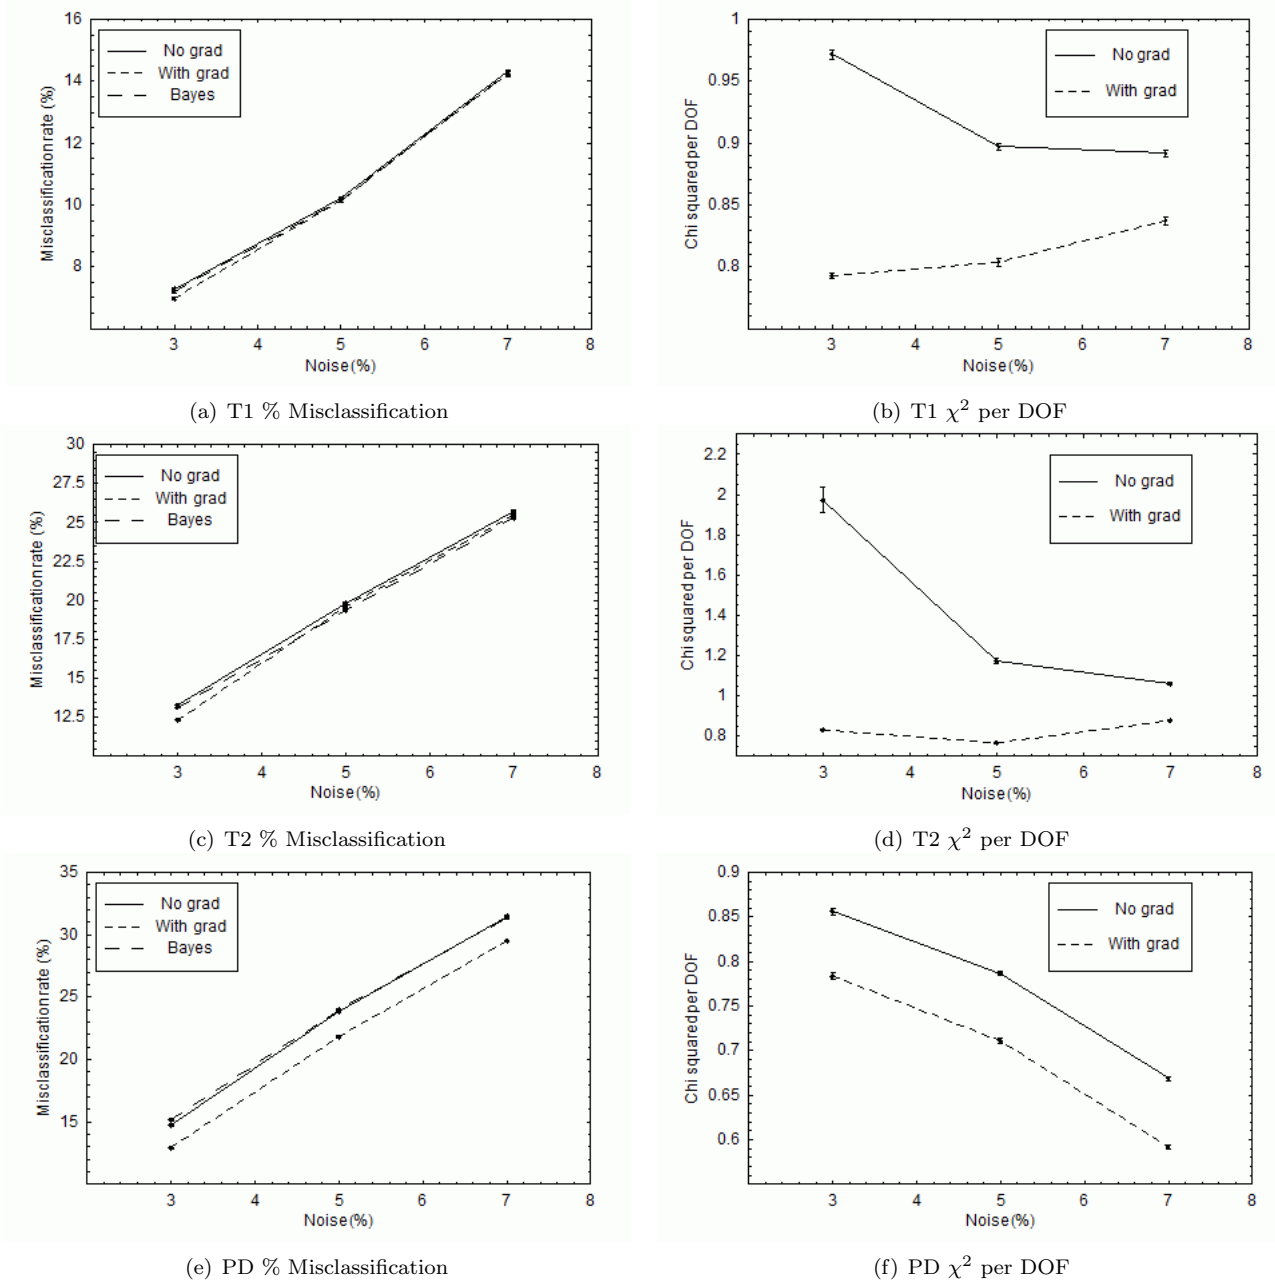 16
14
12
10
8
Misclassification rate (%)
No grad
With grad
Bayes
3 4 5 6 7 8
Noise (%)
(a) T1 % Misclassification
1
0.95
0.9
0.85
0.8
Chi squared per DOF
No grad
With grad
3 4 5 6 7 8
Noise (%)
(b) T1 χ² per DOF
30
27.5
25
22.5
20
17.5
15
12.5
Misclassification rate (%)
No grad
With grad
Bayes
3 4 5 6 7 8
Noise (%)
(c) T2 % Misclassification
2.2
2
1.8
1.6
1.4
1.2
1
0.8
Chi squared per DOF
No grad
With grad
3 4 5 6 7 8
Noise (%)
(d) T2 χ² per DOF
35
30
25
20
15
Misclassification rate (%)
No grad
With grad
Bayes
3 4 5 6 7 8
Noise (%)
(e) PD % Misclassification
0.9
0.85
0.8
0.75
0.7
0.65
0.6
Chi squared per DOF
No grad
With grad
3 4 5 6 7 8
Noise (%)
(f) PD χ² per DOF